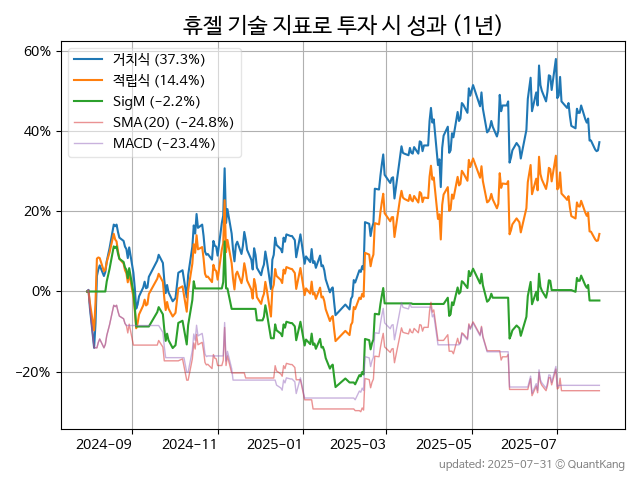 휴젤 기술 지표로 투자 시 성과 (1년)
거치식 (37.3%)
적립식 (14.4%)
SigM (−2.2%)
SMA(20) (−24.8%)
MACD (−23.4%)
60%
40%
20%
0%
−20%
2024-09 2024-11 2025-01 2025-03 2025-05 2025-07
updated: 2025-07-31 © QuantKang